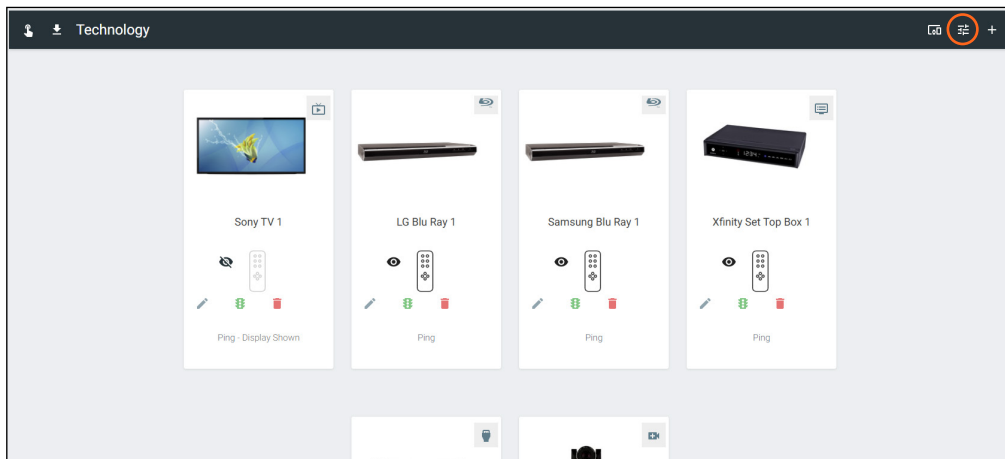 Technology
Sony TV 1
LG Blu Ray 1
Samsung Blu Ray 1
Xfinity Set Top Box 1
Ping - Display Shown
Ping
Ping
Ping